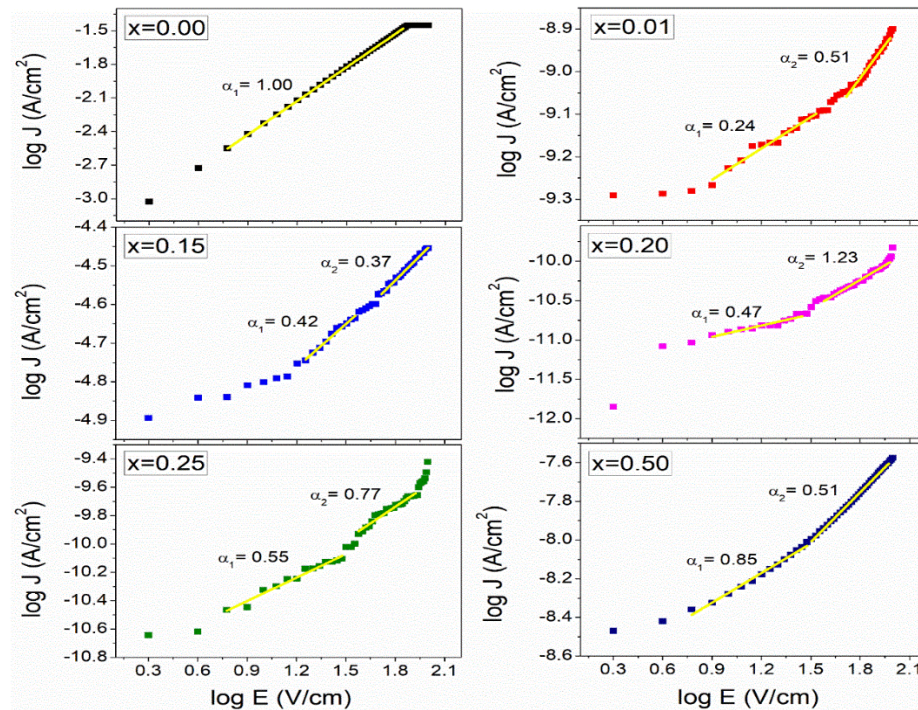 x=0.00
log J (A/cm²)
-1.5
-1.8
-2.1
-2.4
-2.7
-3.0
α₁= 1.00
x=0.01
log J (A/cm²)
-8.9
-9.0
-9.1
-9.2
-9.3
α₁= 0.24
α₂= 0.51
x=0.15
log J (A/cm²)
-4.4
-4.5
-4.6
-4.7
-4.8
-4.9
α₁= 0.42
α₂= 0.37
x=0.20
log J (A/cm²)
-10.0
-10.5
-11.0
-11.5
-12.0
α₁= 0.47
α₂= 1.23
x=0.25
log J (A/cm²)
-9.4
-9.6
-9.8
-10.0
-10.2
-10.4
-10.6
-10.8
α₁= 0.55
α₂= 0.77
0.3 0.6 0.9 1.2 1.5 1.8 2.1
log E (V/cm)
x=0.50
log J (A/cm²)
-7.6
-7.8
-8.0
-8.2
-8.4
-8.6
α₁= 0.85
α₂= 0.51
0.3 0.6 0.9 1.2 1.5 1.8 2.1
log E (V/cm)